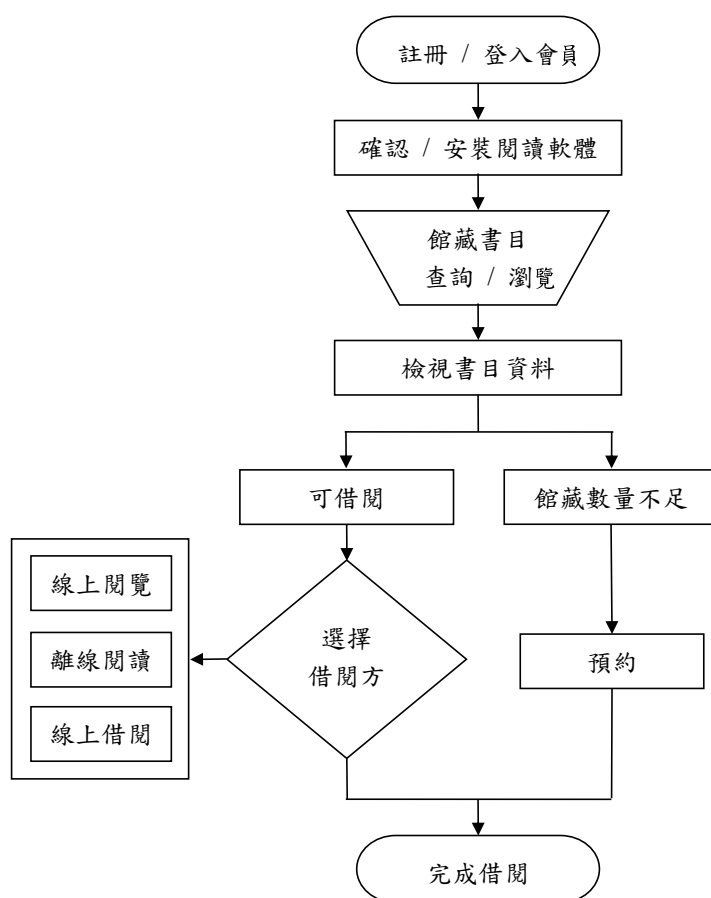 註冊 / 登入會員
確認 / 安裝閱讀軟體
館藏書目
查詢 / 瀏覽
檢視書目資料
可借閱
館藏數量不足
線上閱覽
離線閱讀
線上借閱
選擇
借閱方
預約
完成借閱